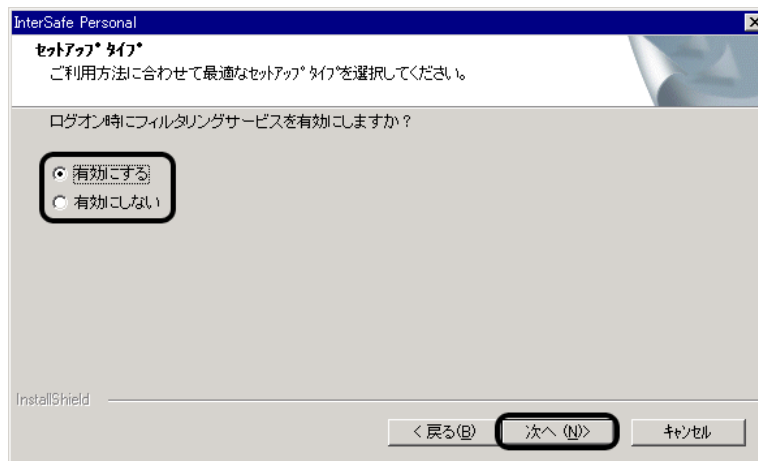 InterSafe Personal
セットアップ タイプ
ご利用方法に合わせて最適なセットアップ タイプを選択してください。
ログオン時にフィルタリングサービスを有効にしますか？
有効にする
有効にしない
InstallShield
< 戻る(B) 次へ (N)> キャンセル